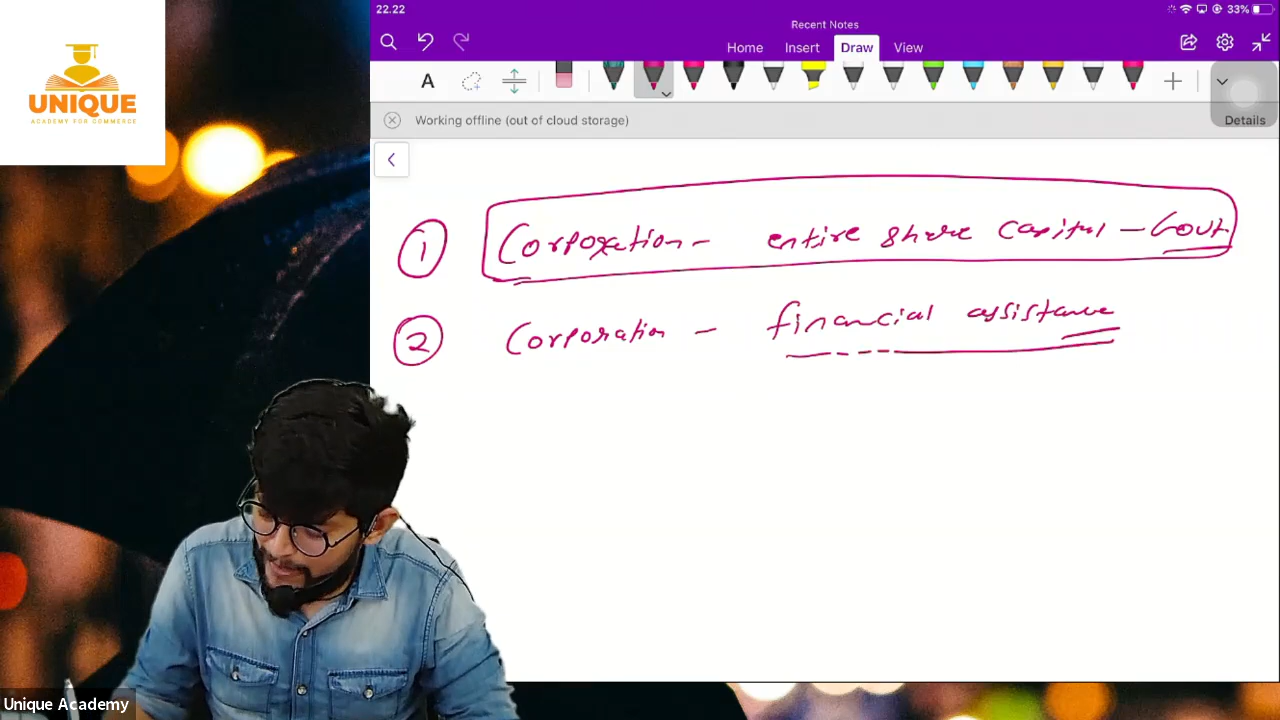 22.22
33%
Recent Notes
Home Insert Draw View
A
Working offline (out of cloud storage)
Details
UNIQUE
ACADEMY FOR COMMERCE
① Corporation - entire share capital - Govt.
② Corporation - financial assistance
Unique Academy